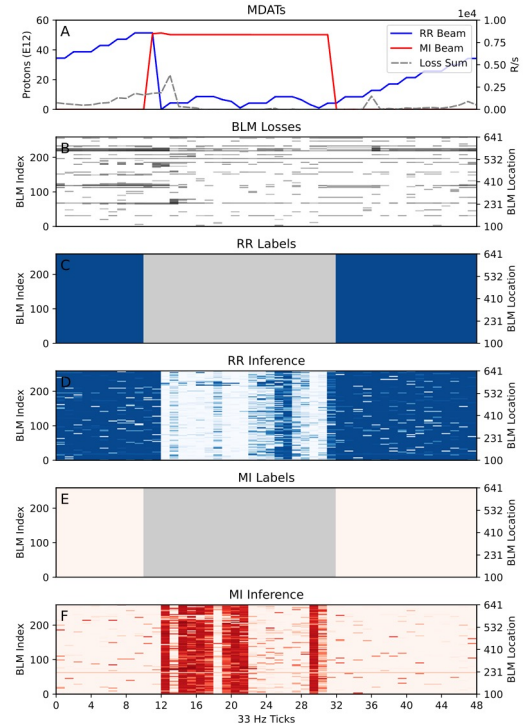 MDATs
1e4
A
RR Beam
MI Beam
Loss Sum
Protons (E12)
60
40
20
0
1.00
0.75
0.50
0.25
0.00
R/s
BLM Losses
B
BLM Index
200
100
0
641
532
410
231
100
BLM Location
RR Labels
C
BLM Index
200
100
0
641
532
410
231
100
BLM Location
RR Inference
D
BLM Index
200
100
0
641
532
410
231
100
BLM Location
MI Labels
E
BLM Index
200
100
0
641
532
410
231
100
BLM Location
MI Inference
F
BLM Index
200
100
0
641
532
410
231
100
BLM Location
0 4 8 12 16 20 24 28 32 36 40 44 48
33 Hz Ticks